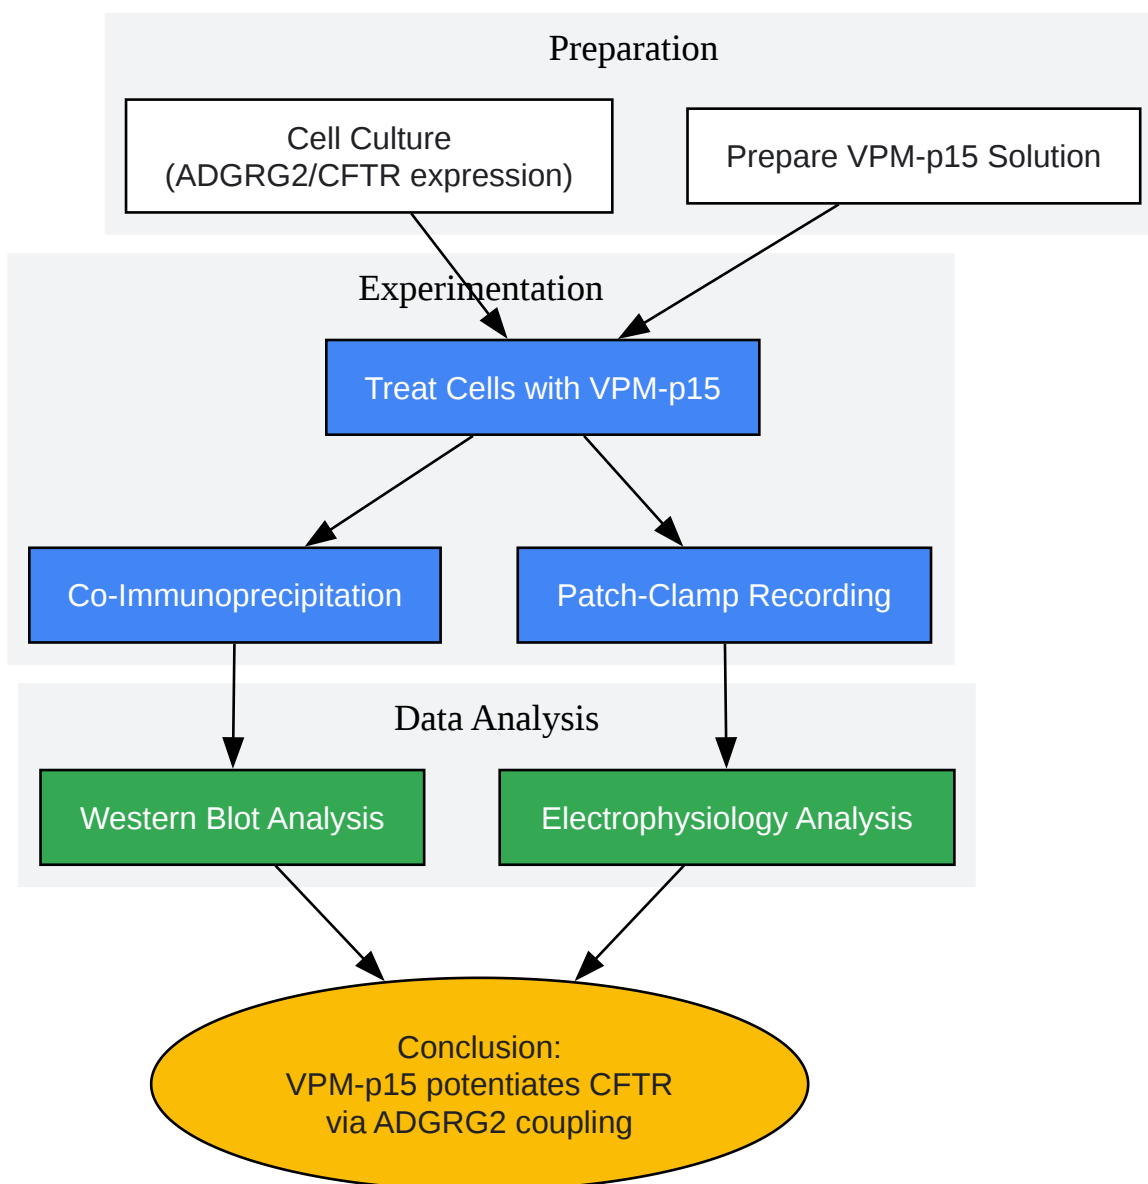 Preparation
Cell Culture
(ADGRG2/CFTR expression)
Prepare VPM-p15 Solution
Experimentation
Treat Cells with VPM-p15
Co-Immunoprecipitation
Patch-Clamp Recording
Data Analysis
Western Blot Analysis
Electrophysiology Analysis
Conclusion:
VPM-p15 potentiates CFTR
via ADGRG2 coupling